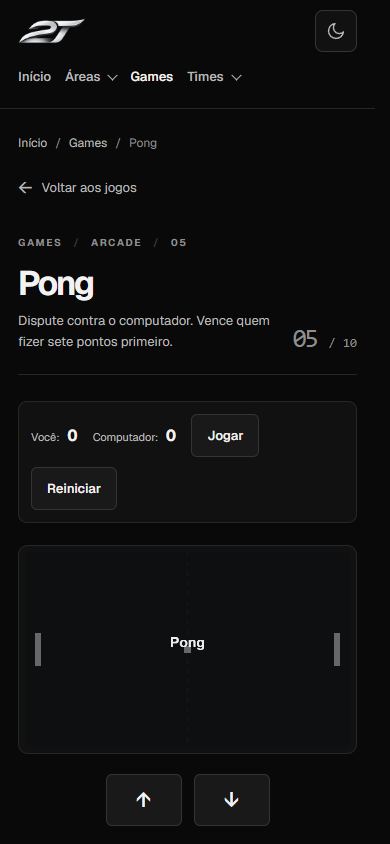 2T
Início Áreas Games Times
Início / Games / Pong
← Voltar aos jogos
GAMES / ARCADE / 05
Pong
Dispute contra o computador. Vence quem
fizer sete pontos primeiro.
05 / 10
Você: 0 Computador: 0 Jogar
Reiniciar
Pong
↑ ↓